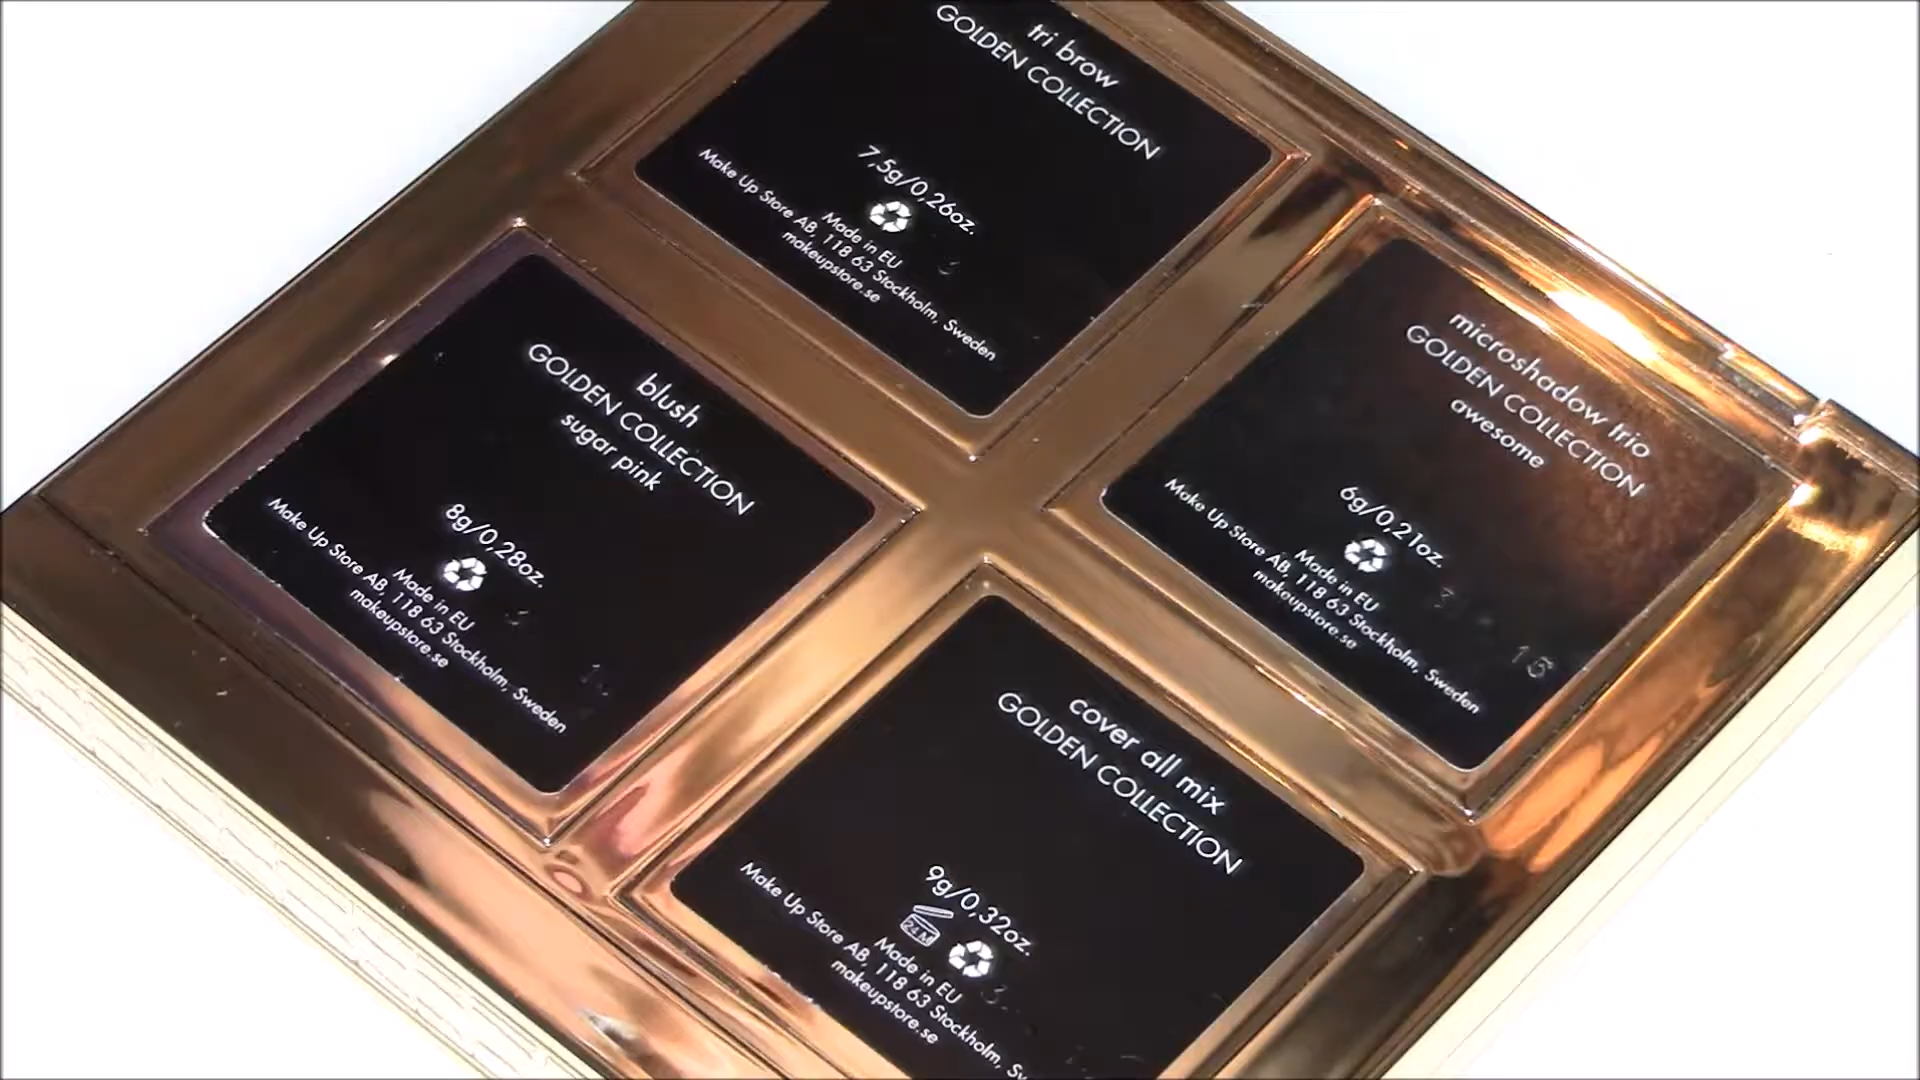 tri brow
GOLDEN COLLECTION
7,5g/0,26oz.
Made in EU
Make Up Store AB, 118 63 Stockholm, Sweden
makeupstore.se
blush
GOLDEN COLLECTION
sugar pink
8g/0,28oz.
Made in EU
Make Up Store AB, 118 63 Stockholm, Sweden
makeupstore.se
microshadow trio
GOLDEN COLLECTION
awesome
6g/0,21oz.
Made in EU
Make Up Store AB, 118 63 Stockholm, Sweden
makeupstore.se
cover all mix
GOLDEN COLLECTION
9g/0,32oz.
24M
Made in EU
Make Up Store AB, 118 63 Stockholm,
makeupstore.se